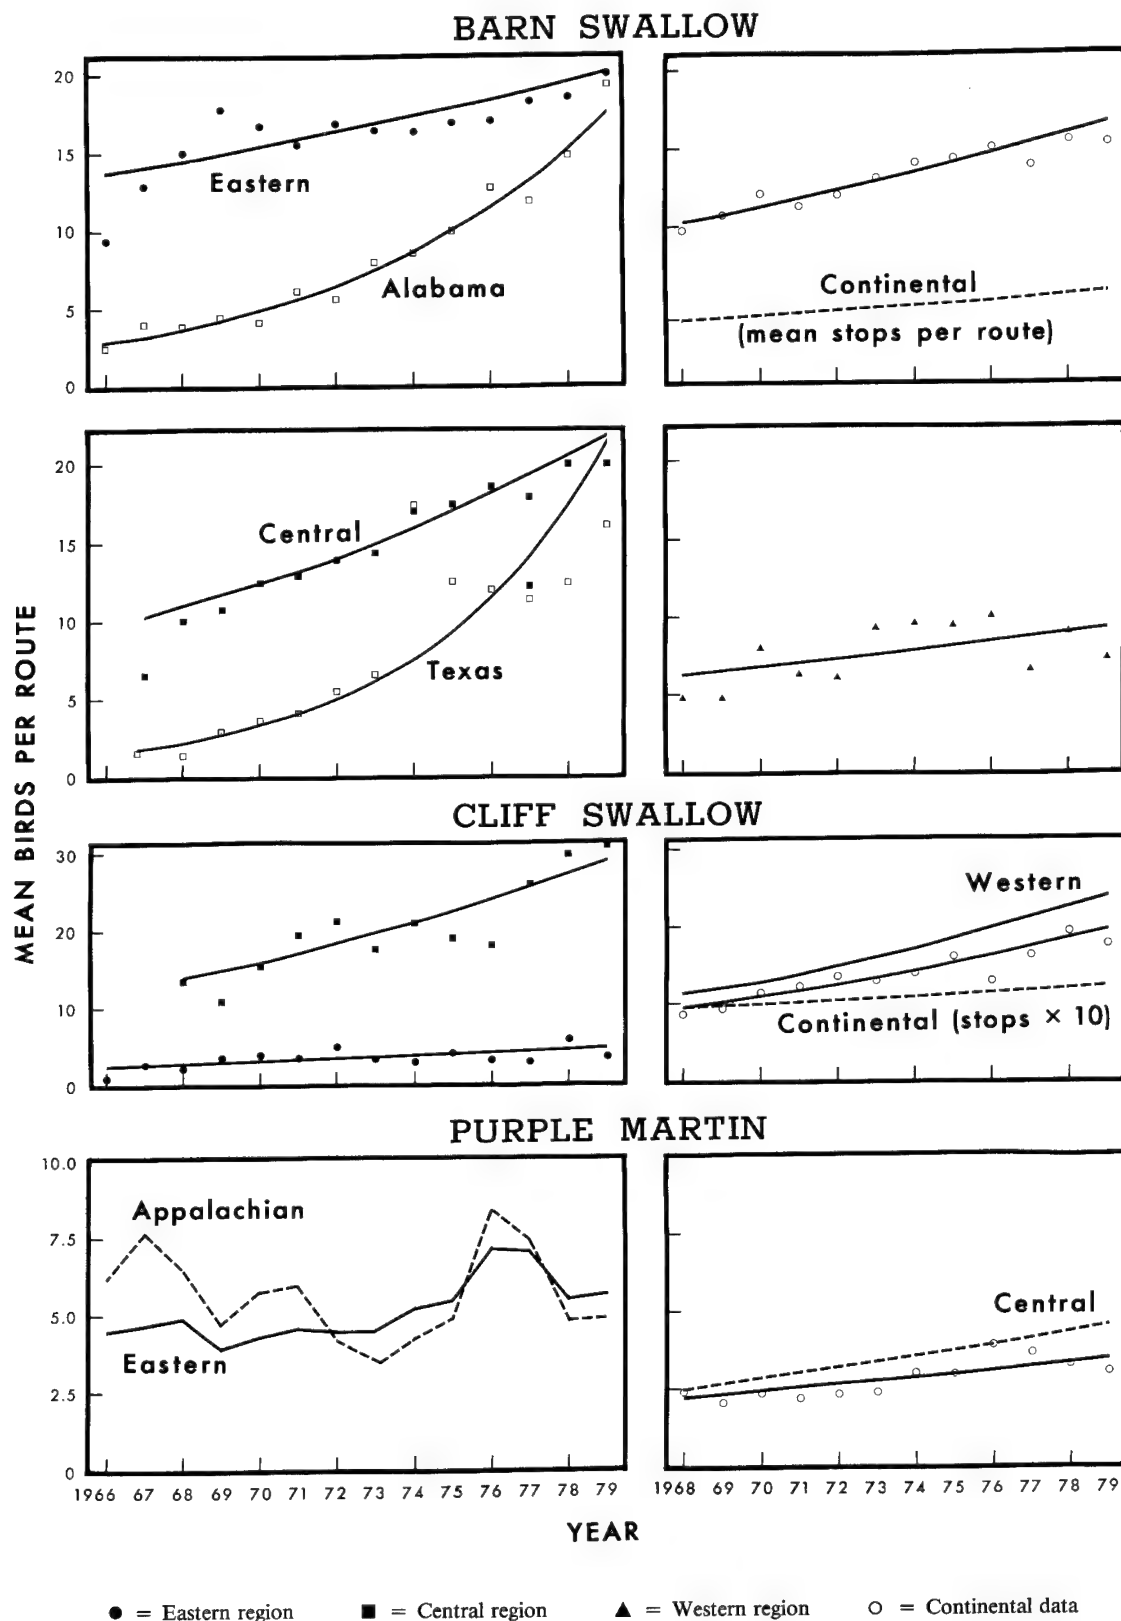 BARN SWALLOW
20
15
10
5
0
Eastern
Alabama
Continental
(mean stops per route)
20
15
10
5
0
Central
Texas
MEAN BIRDS PER ROUTE
CLIFF SWALLOW
30
20
10
0
Western
Continental (stops × 10)
PURPLE MARTIN
10.0
7.5
5.0
2.5
0
Appalachian
Eastern
Central
1966 67 68 69 70 71 72 73 74 75 76 77 78 79
1968 69 70 71 72 73 74 75 76 77 78 79
YEAR
● = Eastern region ■ = Central region ▲ = Western region ○ = Continental data